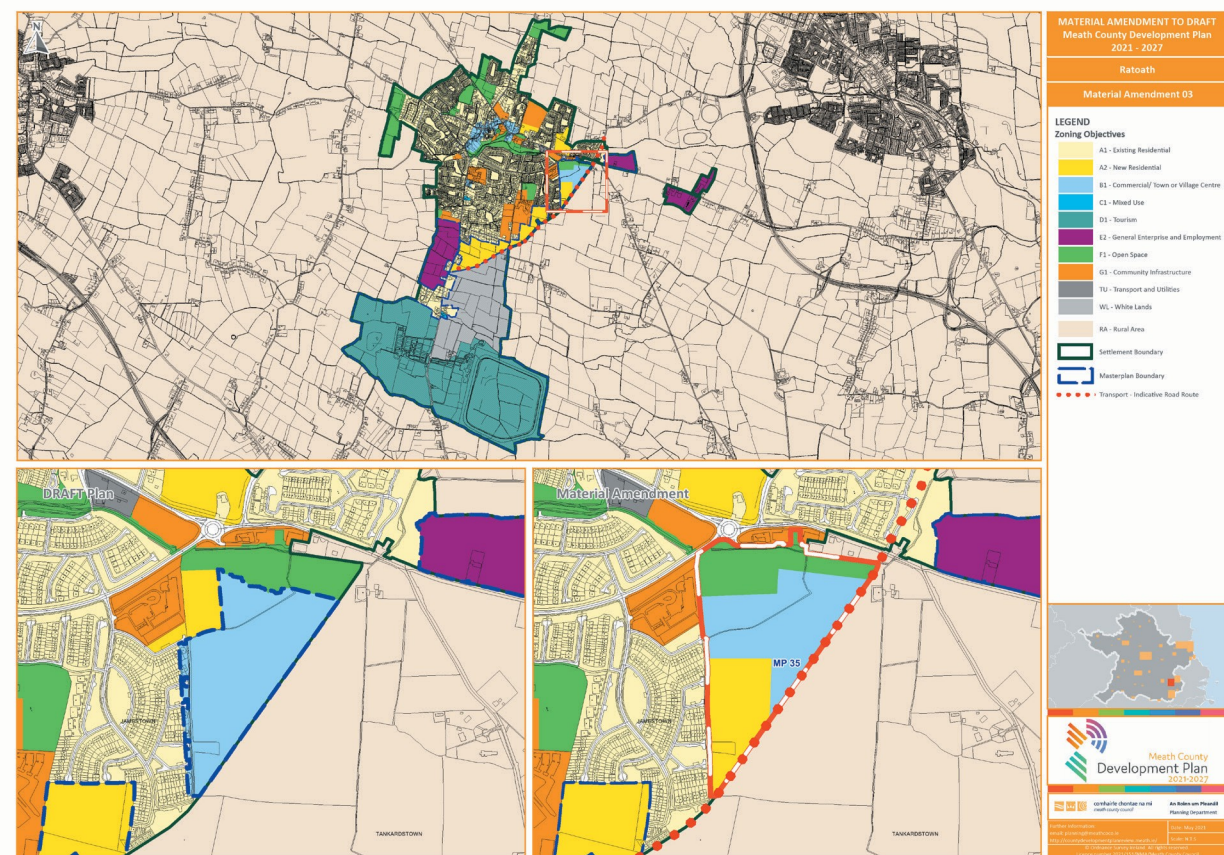 N
MATERIAL AMENDMENT TO DRAFT
Meath County Development Plan
2021 - 2027
Ratoath
Material Amendment 03
LEGEND
Zoning Objectives
A1 - Existing Residential
A2 - New Residential
B1 - Commercial/ Town or Village Centre
C1 - Mixed Use
D1 - Tourism
E2 - General Enterprise and Employment
F1 - Open Space
G1 - Community Infrastructure
TU - Transport and Utilities
WL - White Lands
RA - Rural Area
Settlement Boundary
Masterplan Boundary
Transport - Indicative Road Route
DRAFT Plan
JAMESTOWN
TANKARDSTOWN
Material Amendment
MP 35
JAMESTOWN
TANKARDSTOWN
Meath County
Development Plan
2021-2027
comhairle chontae na mí
meath county council
An Roinn um Pleanáil
Planning Department
Further Information
Date: May 2021